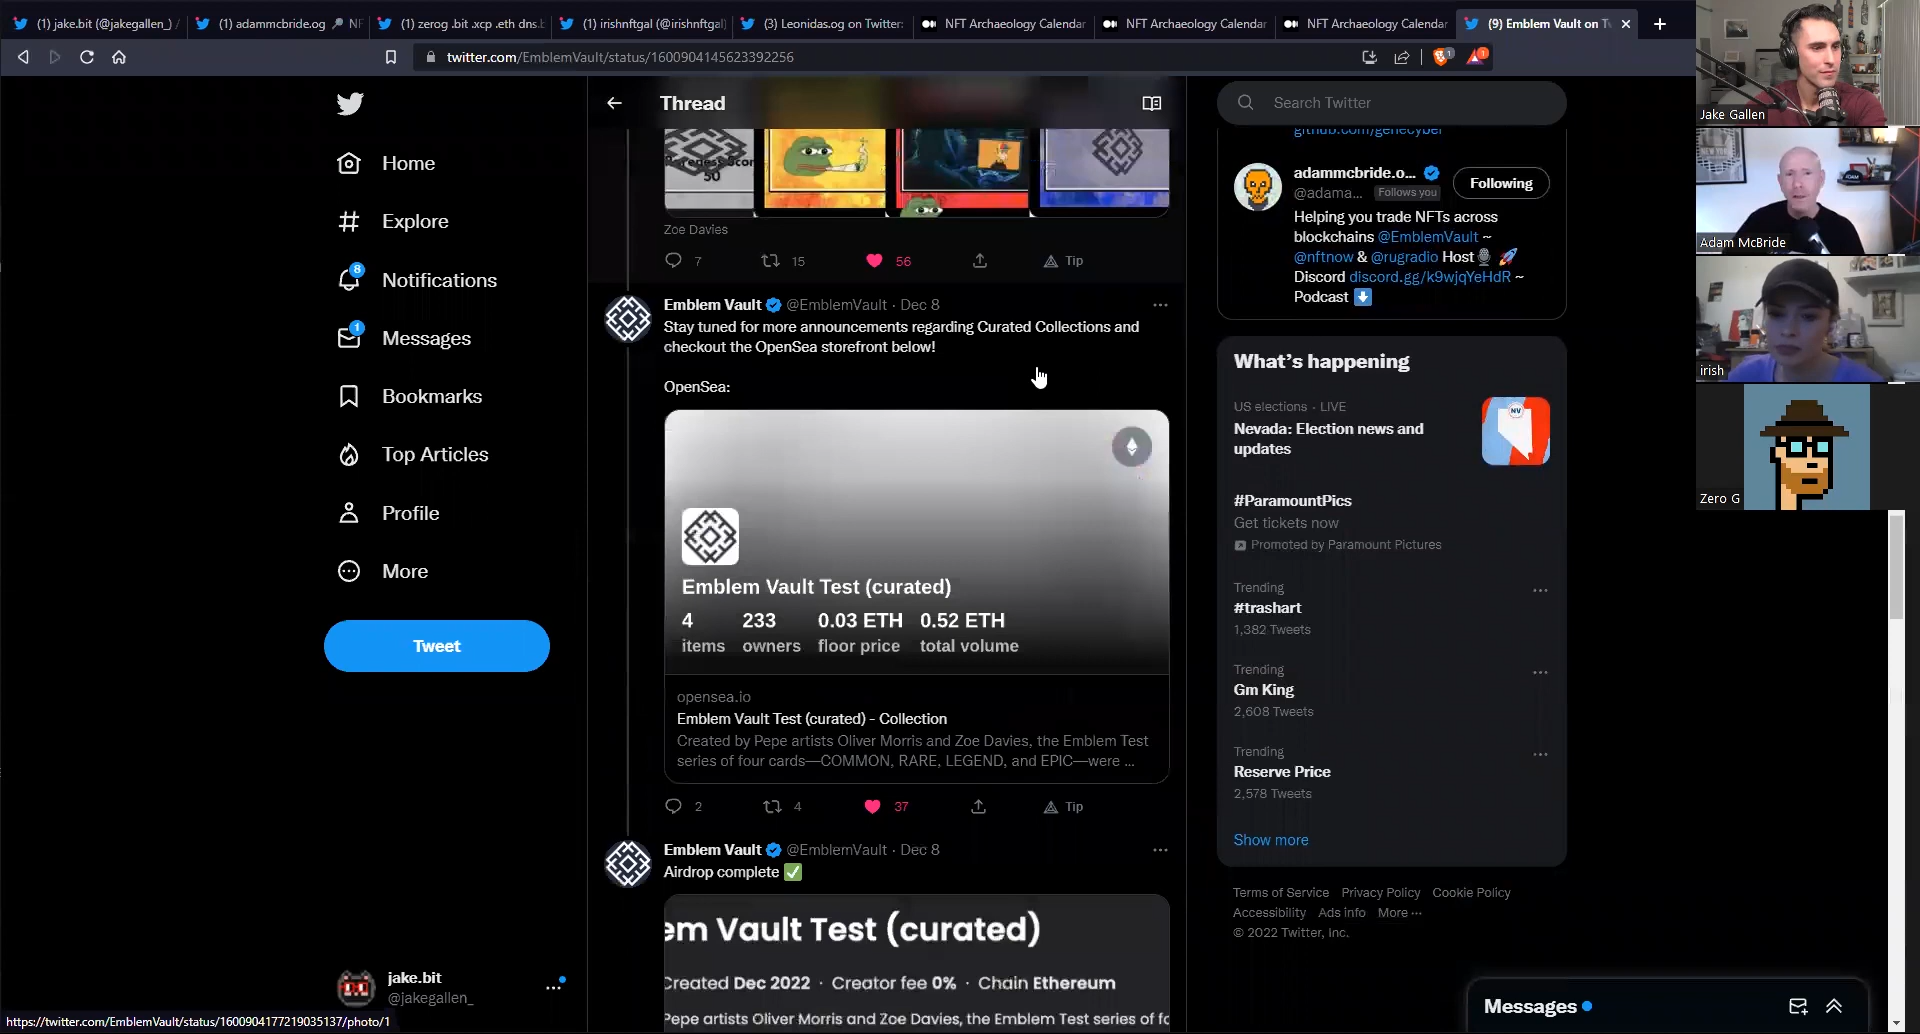 (1) jake.bit (@jakegallen_) /
(1) adammcbride.og 🔎 NF
(1) zerog .bit .xcp .eth dns.b
(1) irishnftgal (@irishnftgal)
(3) Leonidas.og on Twitter:
NFT Archaeology Calendar
NFT Archaeology Calendar
NFT Archaeology Calendar
(9) Emblem Vault on T
twitter.com/EmblemVault/status/1600904145623392256
1
1
Home
Explore
8
Notifications
1
Messages
Bookmarks
Top Articles
Profile
More
Tweet
jake.bit
@jakegallen_
https://twitter.com/EmblemVault/status/1600904177219035137/photo/1
Thread
50
Zoe Davies
7 15 56 Tip
Emblem Vault @EmblemVault · Dec 8
Stay tuned for more announcements regarding Curated Collections and
checkout the OpenSea storefront below!
OpenSea:
Emblem Vault Test (curated)
4 233 0.03 ETH 0.52 ETH
items owners floor price total volume
opensea.io
Emblem Vault Test (curated) - Collection
Created by Pepe artists Oliver Morris and Zoe Davies, the Emblem Test
series of four cards—COMMON, RARE, LEGEND, and EPIC—were ...
2 4 37 Tip
Emblem Vault @EmblemVault · Dec 8
Airdrop complete ✅
em Vault Test (curated)
Created Dec 2022 · Creator fee 0% · Chain Ethereum
Pepe artists Oliver Morris and Zoe Davies, the Emblem Test series of fo
Search Twitter
github.com/genecyber
adammcbride.o...
@adama... Follows you
Following
Helping you trade NFTs across
blockchains @EmblemVault ~
@nftnow & @rugradio Host🎙 🚀
Discord discord.gg/k9wjqYeHdR ~
Podcast ⬇
What's happening
US elections · LIVE
Nevada: Election news and
updates
NV
#ParamountPics
Get tickets now
Promoted by Paramount Pictures
Trending
#trashart
1,382 Tweets
Trending
Gm King
2,608 Tweets
Trending
Reserve Price
2,578 Tweets
Show more
Terms of Service Privacy Policy Cookie Policy
Accessibility Ads info More ···
© 2022 Twitter, Inc.
Messages
Jake Gallen
Adam McBride
irish
Zero G